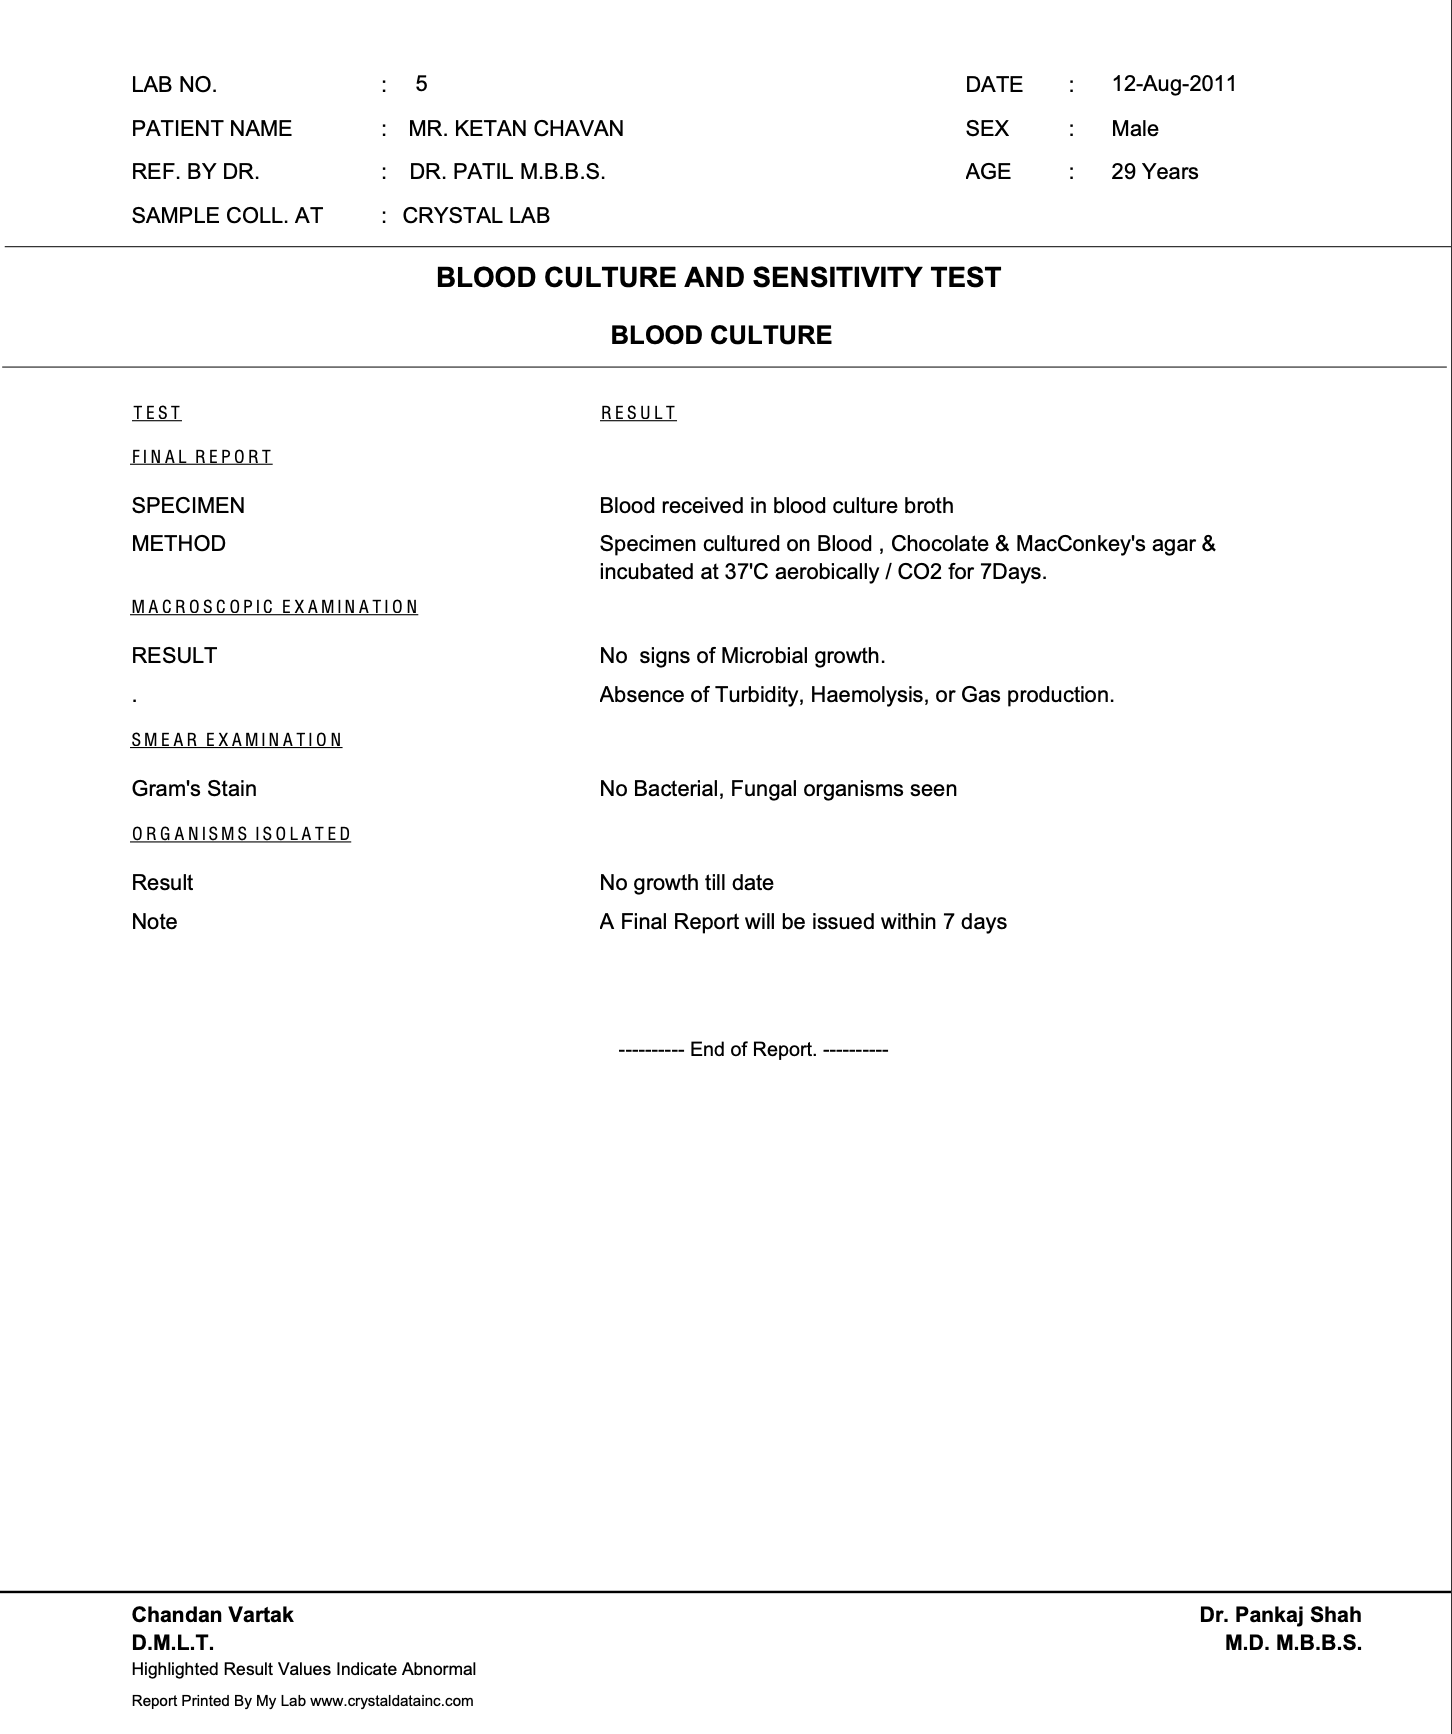 LAB NO. : 5 DATE : 12-Aug-2011
PATIENT NAME : MR. KETAN CHAVAN SEX : Male
REF. BY DR. : DR. PATIL M.B.B.S. AGE : 29 Years
SAMPLE COLL. AT : CRYSTAL LAB
BLOOD CULTURE AND SENSITIVITY TEST
BLOOD CULTURE
TEST RESULT
FINAL REPORT
SPECIMEN Blood received in blood culture broth
METHOD Specimen cultured on Blood , Chocolate & MacConkey's agar &
incubated at 37'C aerobically / CO2 for 7Days.
MACROSCOPIC EXAMINATION
RESULT No  signs of Microbial growth.
. Absence of Turbidity, Haemolysis, or Gas production.
SMEAR EXAMINATION
Gram's Stain No Bacterial, Fungal organisms seen
ORGANISMS ISOLATED
Result No growth till date
Note A Final Report will be issued within 7 days
---------- End of Report. ----------
Chandan Vartak Dr. Pankaj Shah
D.M.L.T. M.D. M.B.B.S.
Highlighted Result Values Indicate Abnormal
Report Printed By My Lab www.crystaldatainc.com